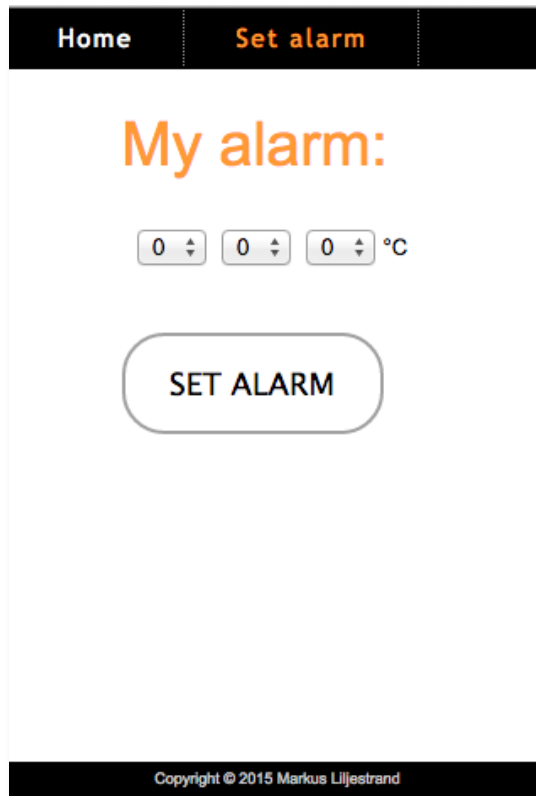 Home Set alarm
My alarm:
0 0 0 °C
SET ALARM
Copyright © 2015 Markus Liljestrand